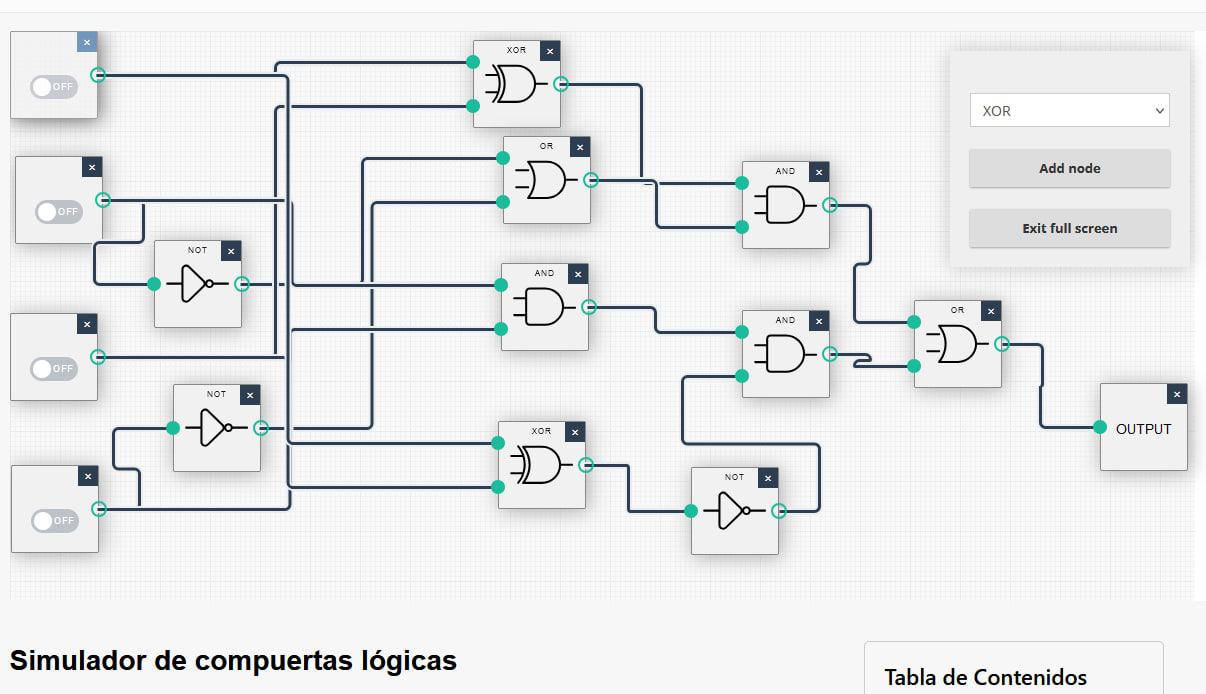 ×
OFF
XOR ×
OR ×
XOR
Add node
Exit full screen
×
OFF
AND ×
NOT ×
AND ×
×
OFF
AND ×
OR ×
NOT ×
×
OUTPUT
XOR ×
×
OFF
NOT ×
Simulador de compuertas lógicas
Tabla de Contenidos